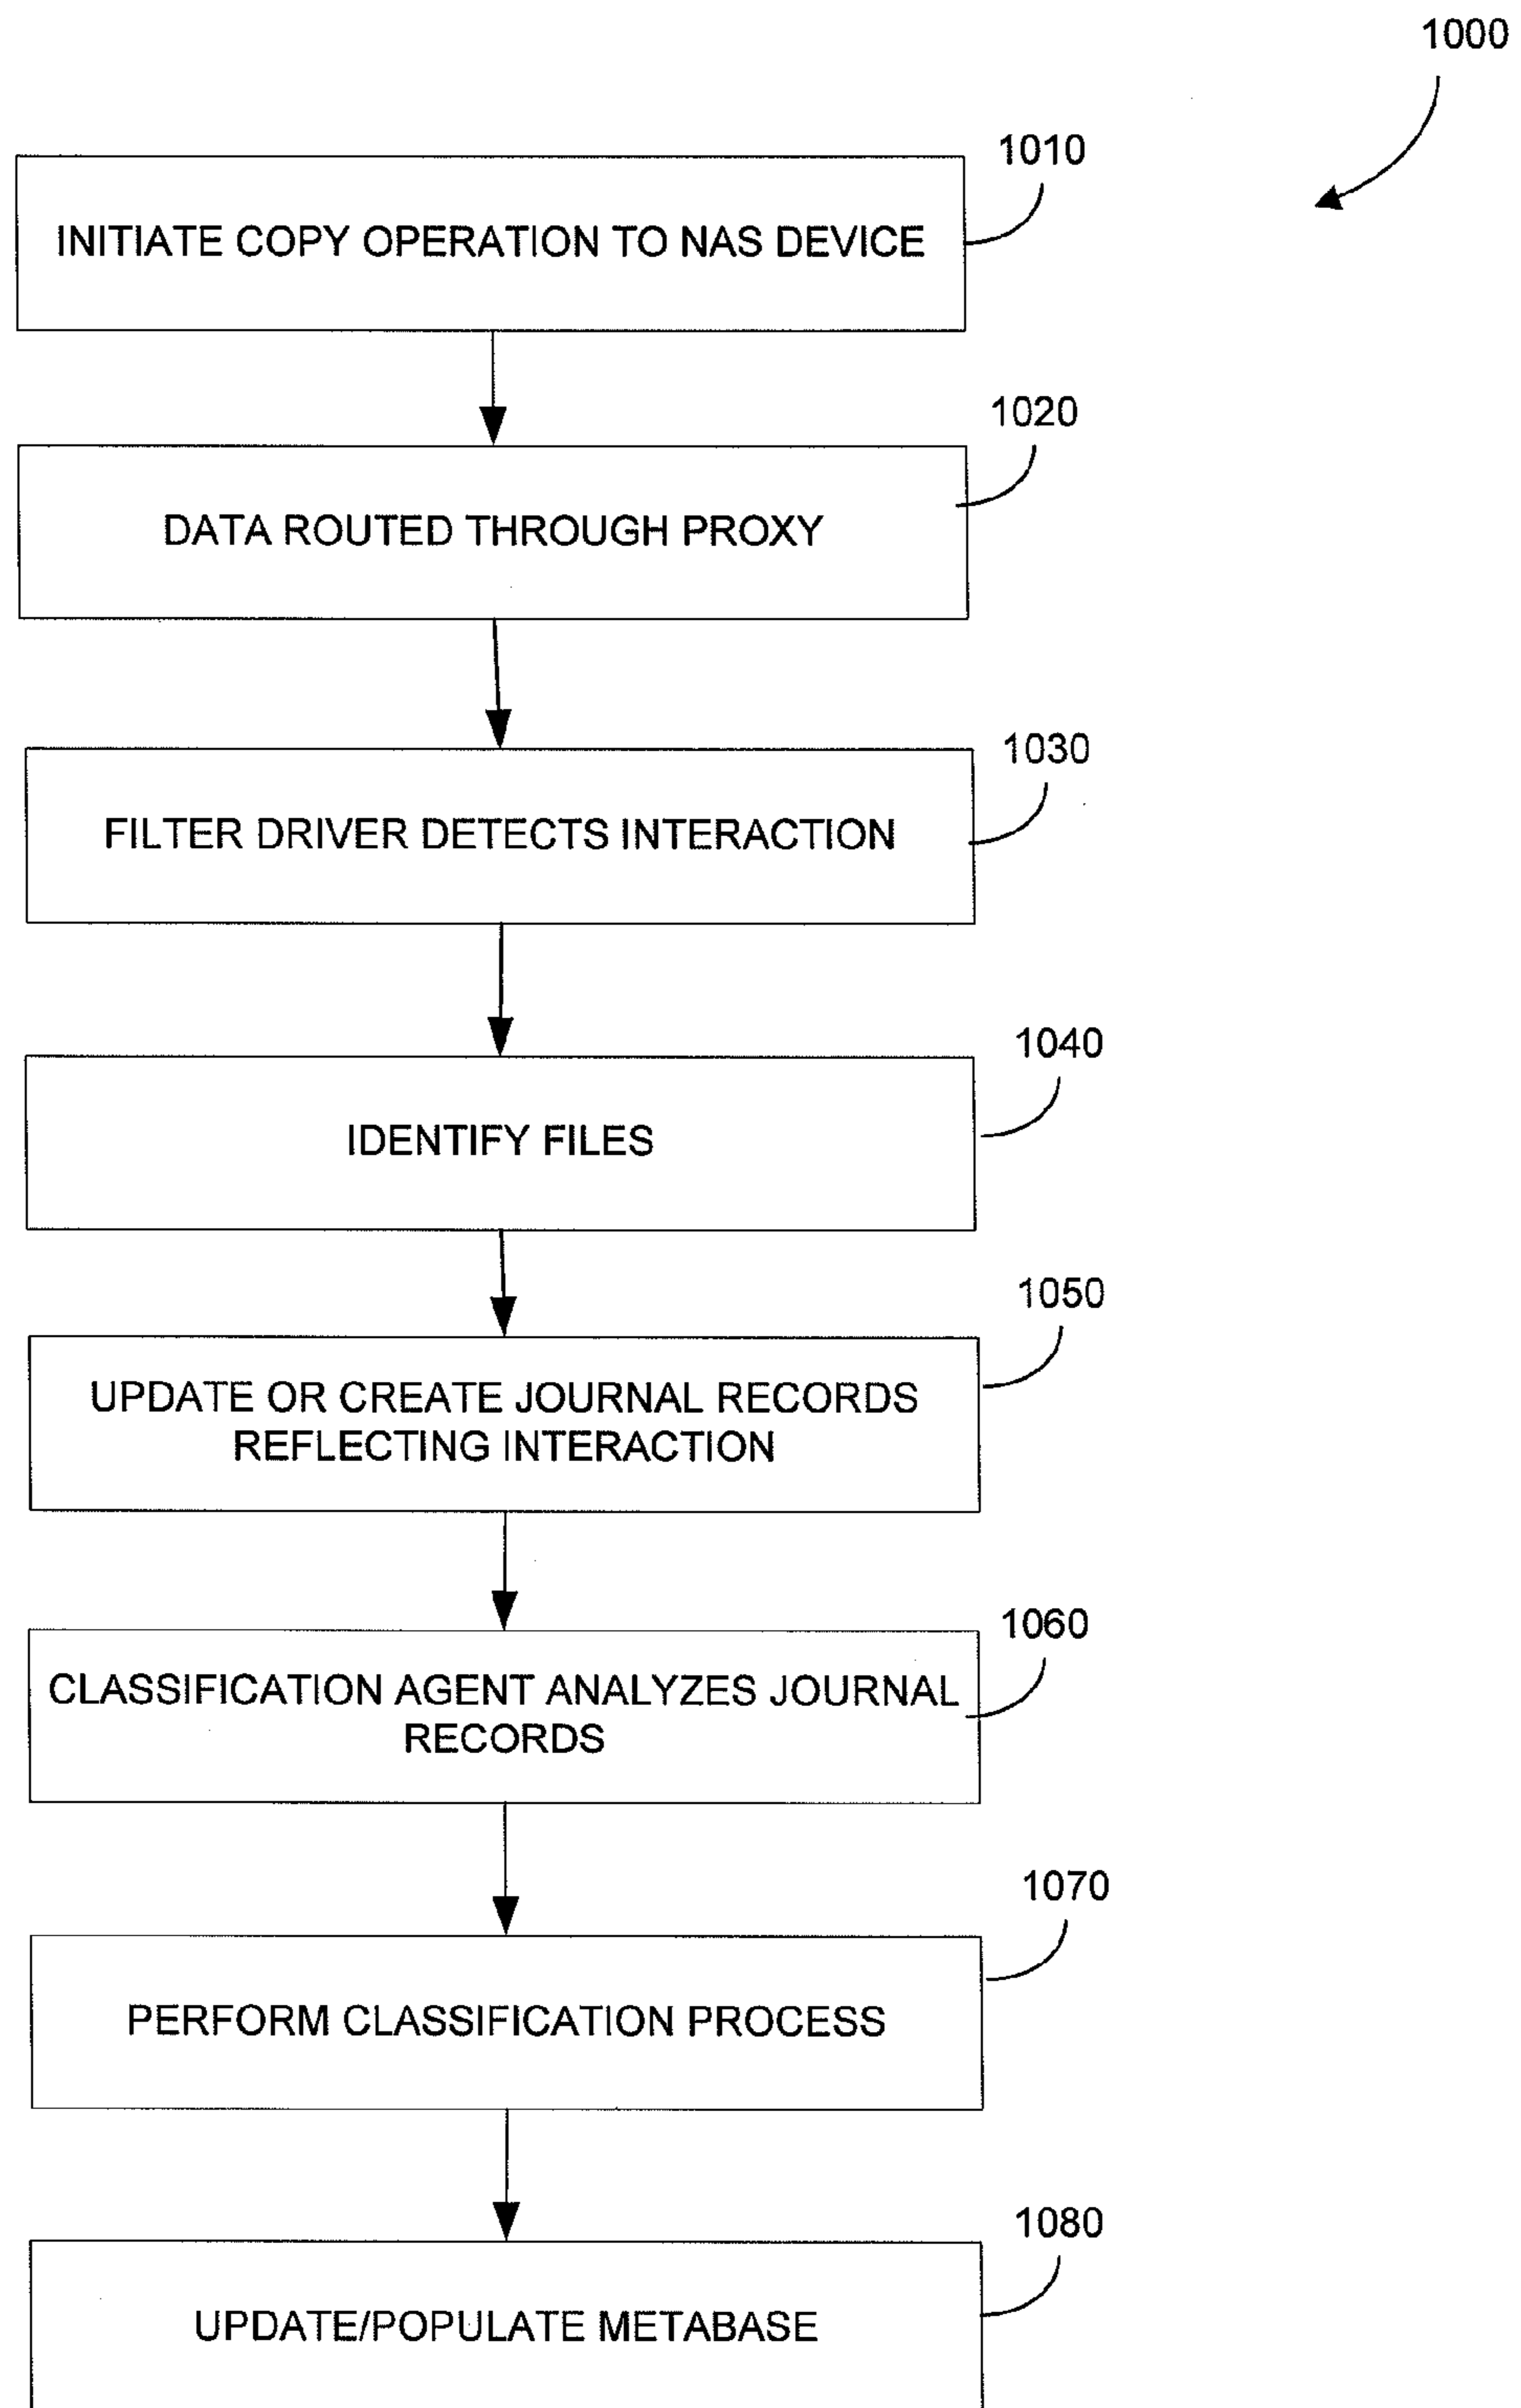 1000
1010
INITIATE COPY OPERATION TO NAS DEVICE
1020
DATA ROUTED THROUGH PROXY
1030
FILTER DRIVER DETECTS INTERACTION
1040
IDENTIFY FILES
1050
UPDATE OR CREATE JOURNAL RECORDS
REFLECTING INTERACTION
1060
CLASSIFICATION AGENT ANALYZES JOURNAL
RECORDS
1070
PERFORM CLASSIFICATION PROCESS
1080
UPDATE/POPULATE METABASE